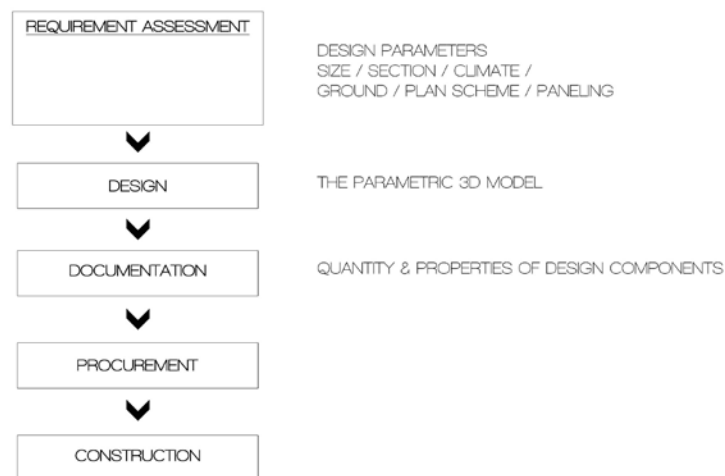 REQUIREMENT ASSESSMENT
DESIGN PARAMETERS
SIZE / SECTION / CLIMATE /
GROUND / PLAN SCHEME / PANELING
DESIGN
THE PARAMETRIC 3D MODEL
DOCUMENTATION
QUANTITY & PROPERTIES OF DESIGN COMPONENTS
PROCUREMENT
CONSTRUCTION